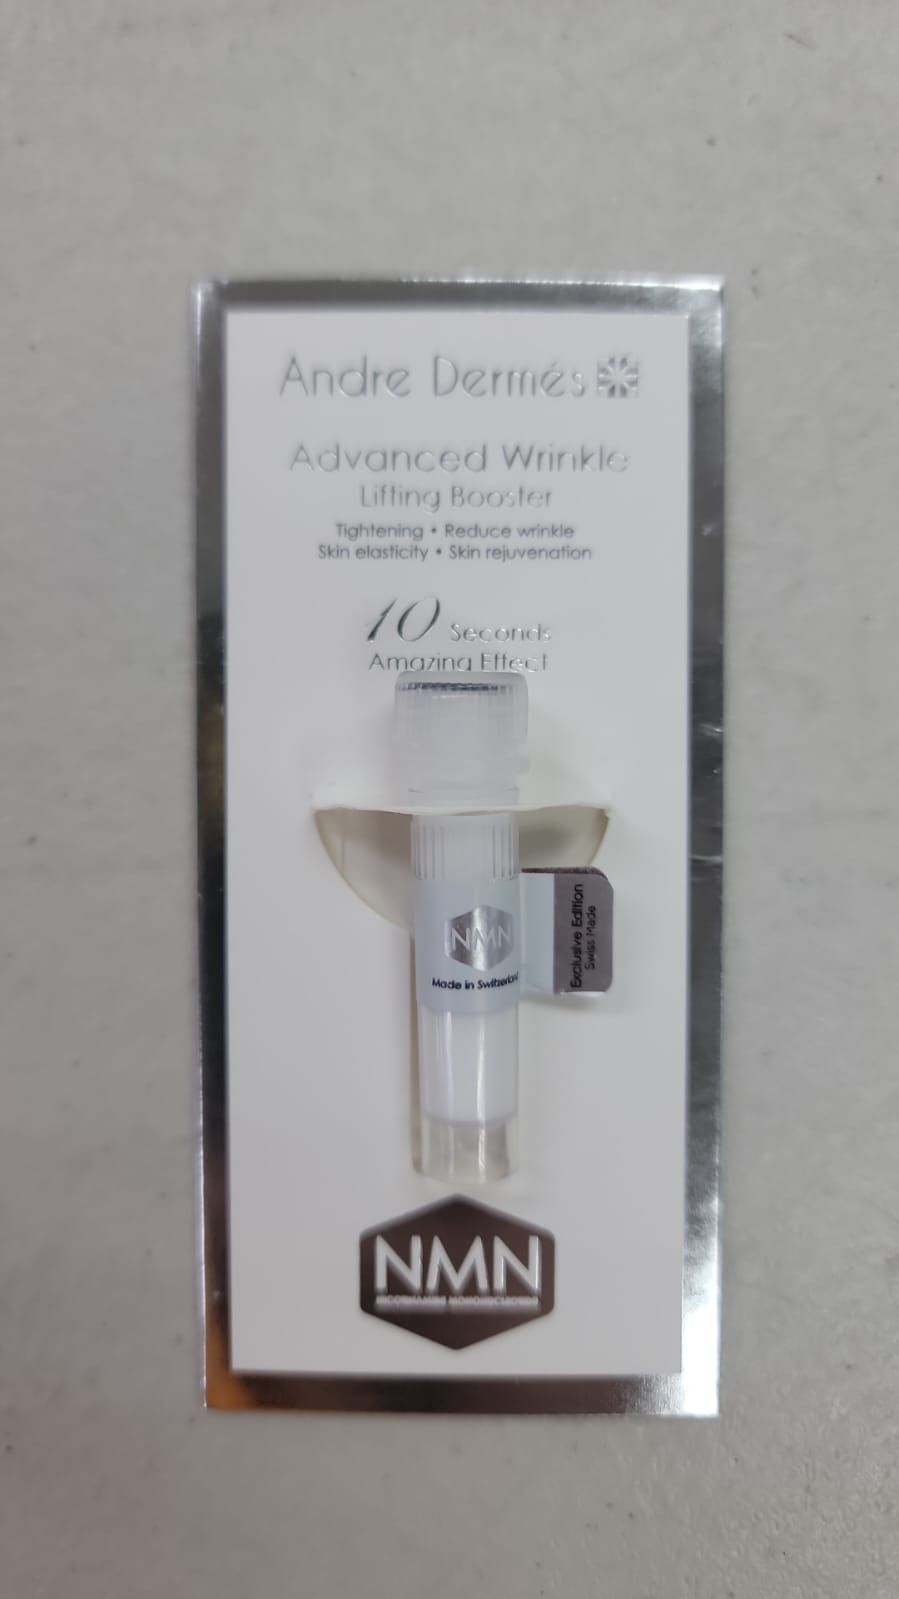 Andre Dermés
Advanced Wrinkle
Lifting Booster
Tightening • Reduce wrinkle
Skin elasticity • Skin rejuvenation
10 Seconds
Amazing Effect
NMN
Made in Switzerland
Exclusive Edition
Swiss Made
NMN